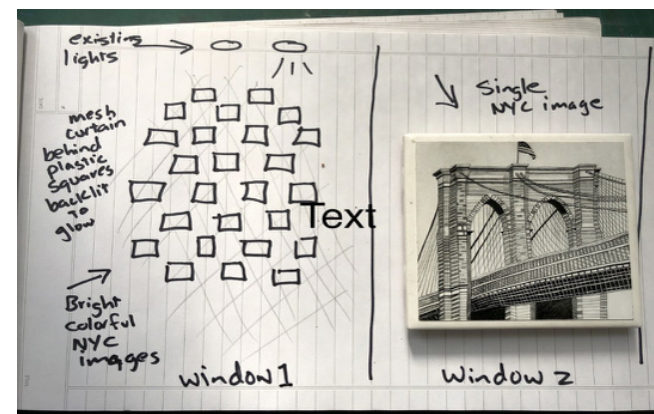 existing
lights
mesh
curtain
behind
plastic
squares
backlit
to
glow
Text
Bright
colorful
NYC
images
window 1
Single
NYC image
Window 2